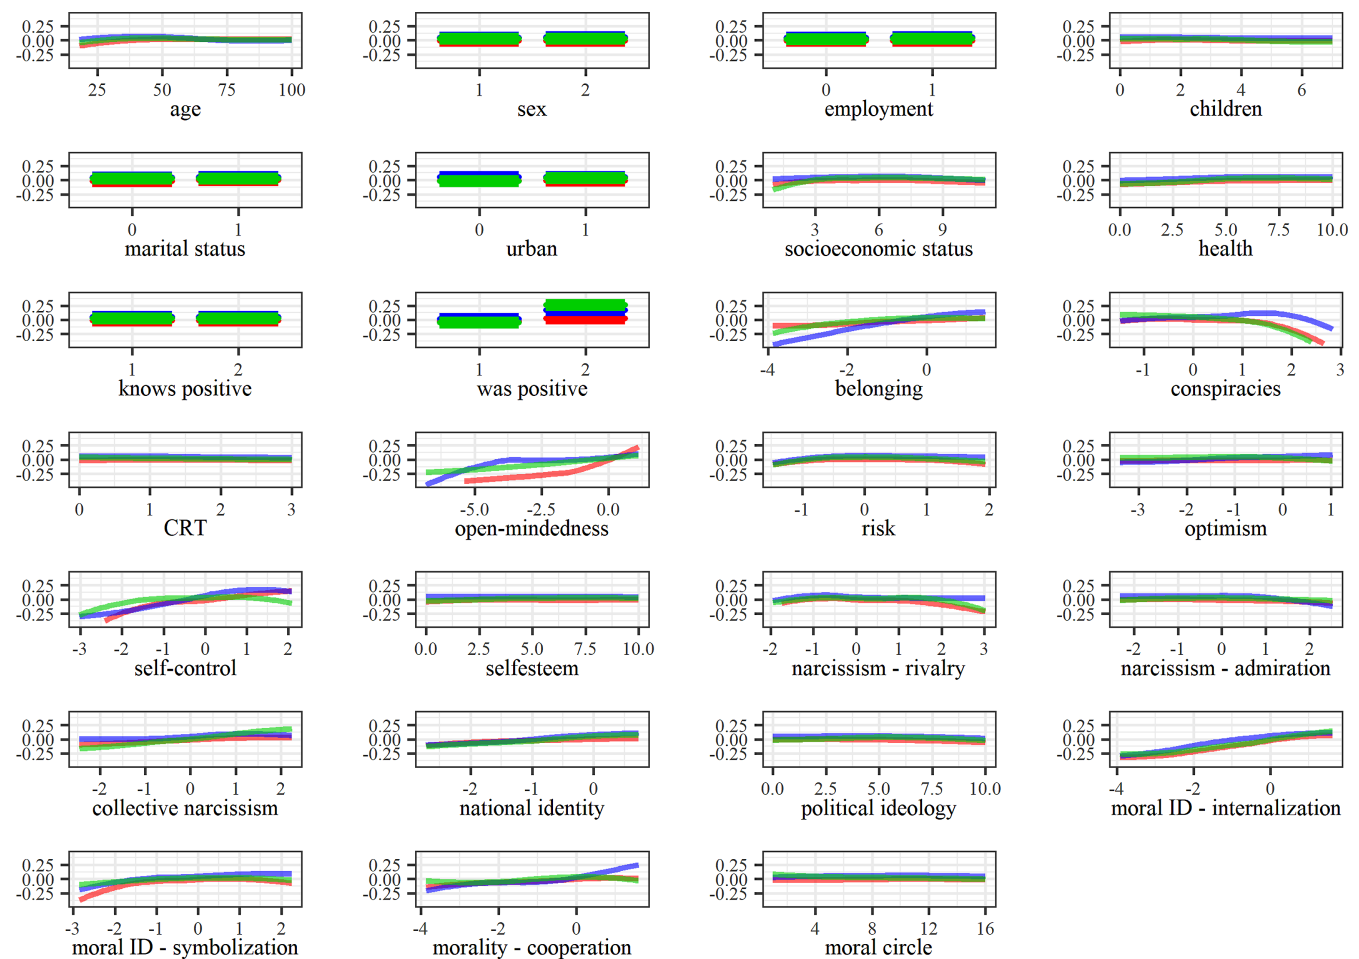 0.25 0.25 0.25 0.25
0.00 0.00 0.00 0.00
-0.25 -0.25 -0.25 -0.25
25 50 75 100 1 2 0 1 0 2 4 6
age sex employment children
0.25 0.25 0.25 0.25
0.00 0.00 0.00 0.00
-0.25 -0.25 -0.25 -0.25
0 1 0 1 3 6 9 0.0 2.5 5.0 7.5 10.0
marital status urban socioeconomic status health
0.25 0.25 0.25 0.25
0.00 0.00 0.00 0.00
-0.25 -0.25 -0.25 -0.25
1 2 1 2 -4 -2 0 -1 0 1 2 3
knows positive was positive belonging conspiracies
0.25 0.25 0.25 0.25
0.00 0.00 0.00 0.00
-0.25 -0.25 -0.25 -0.25
0 1 2 3 -5.0 -2.5 0.0 -1 0 1 2 -3 -2 -1 0 1
CRT open-mindedness risk optimism
0.25 0.25 0.25 0.25
0.00 0.00 0.00 0.00
-0.25 -0.25 -0.25 -0.25
-3 -2 -1 0 1 2 0.0 2.5 5.0 7.5 10.0 -2 -1 0 1 2 3 -2 -1 0 1 2
self-control selfesteem narcissism - rivalry narcissism - admiration
0.25 0.25 0.25 0.25
0.00 0.00 0.00 0.00
-0.25 -0.25 -0.25 -0.25
-2 -1 0 1 2 -2 -1 0 0.0 2.5 5.0 7.5 10.0 -4 -2 0
collective narcissism national identity political ideology moral ID - internalization
0.25 0.25 0.25
0.00 0.00 0.00
-0.25 -0.25 -0.25
-3 -2 -1 0 1 2 -4 -2 0 4 8 12 16
moral ID - symbolization morality - cooperation moral circle